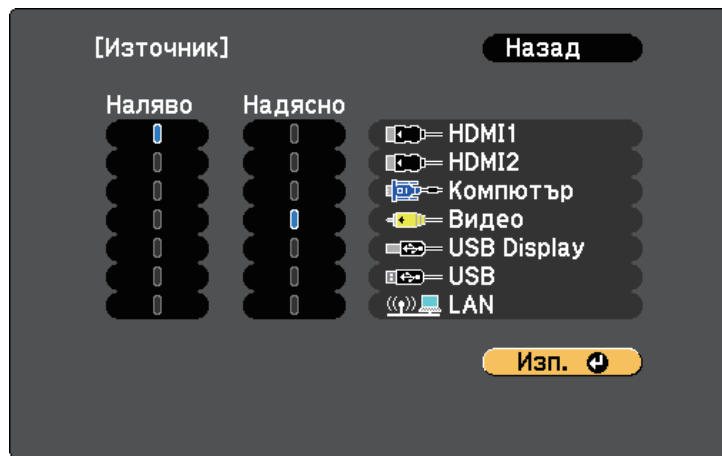 [Източник]
Назад
Наляво Надясно
HDMI1
HDMI2
Компютър
Видео
USB Display
USB
LAN
Изп.